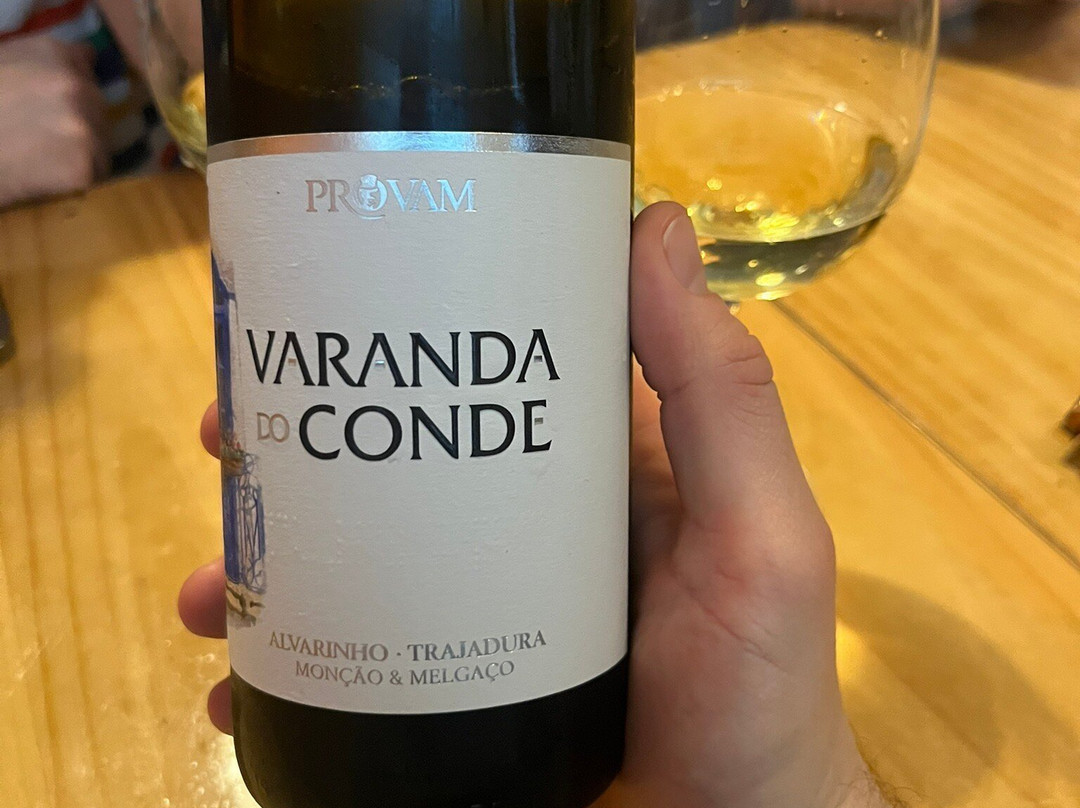 PROVAM
VARANDA
DO CONDE
ALVARINHO · TRAJADURA
MONÇÃO & MELGAÇO